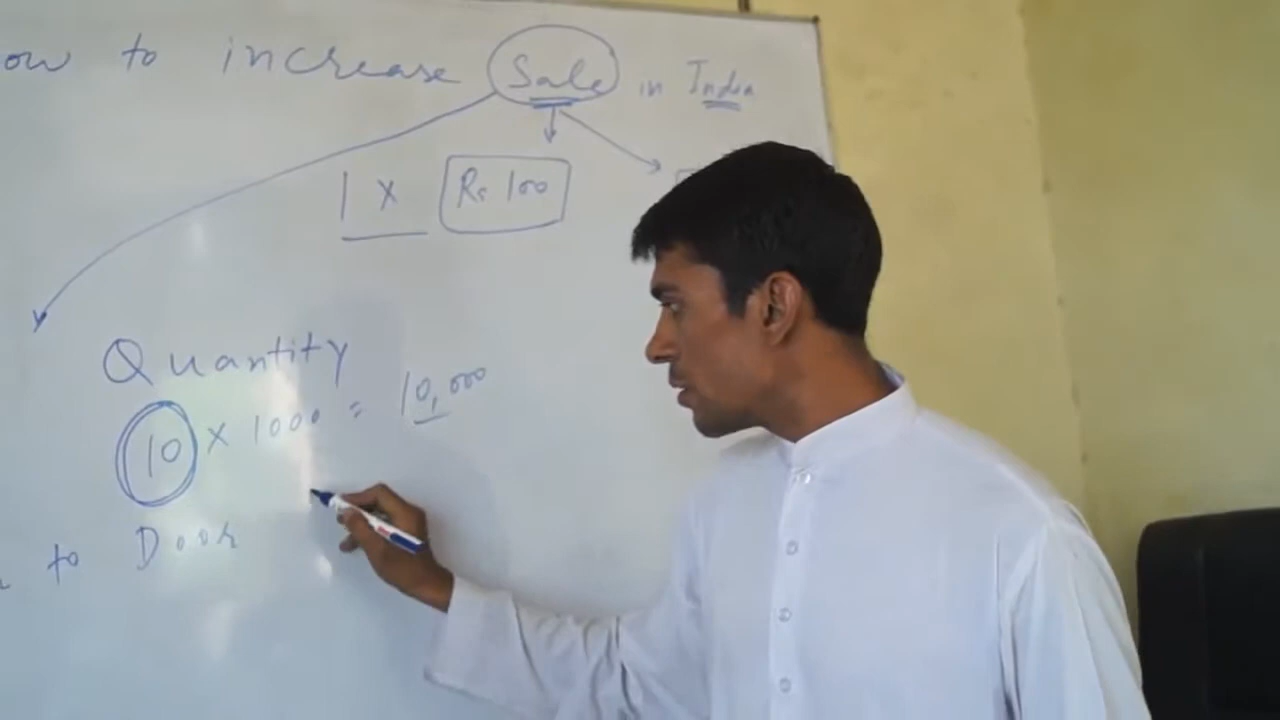 ow to increase Sale in India
1 x Rs 100
Quantity
10 x 1000 = 10,000
to Door